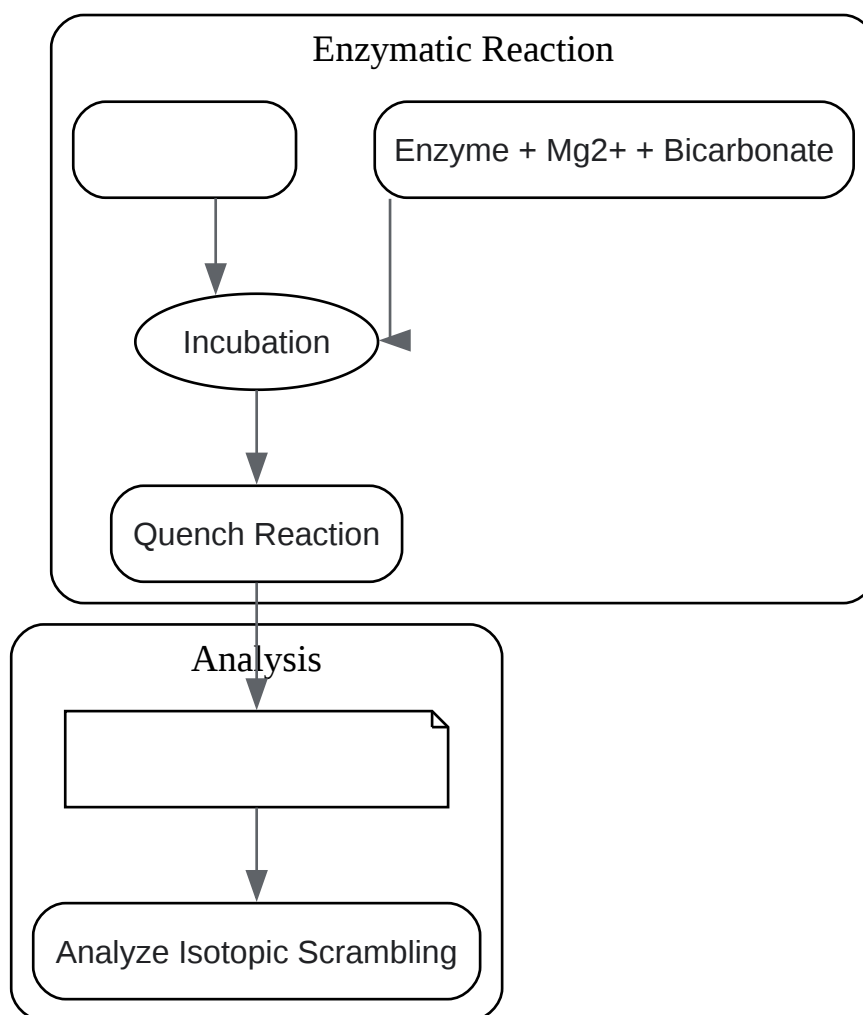 Enzymatic Reaction
Enzyme + Mg2+ + Bicarbonate
Incubation
Quench Reaction
Analysis
Analyze Isotopic Scrambling